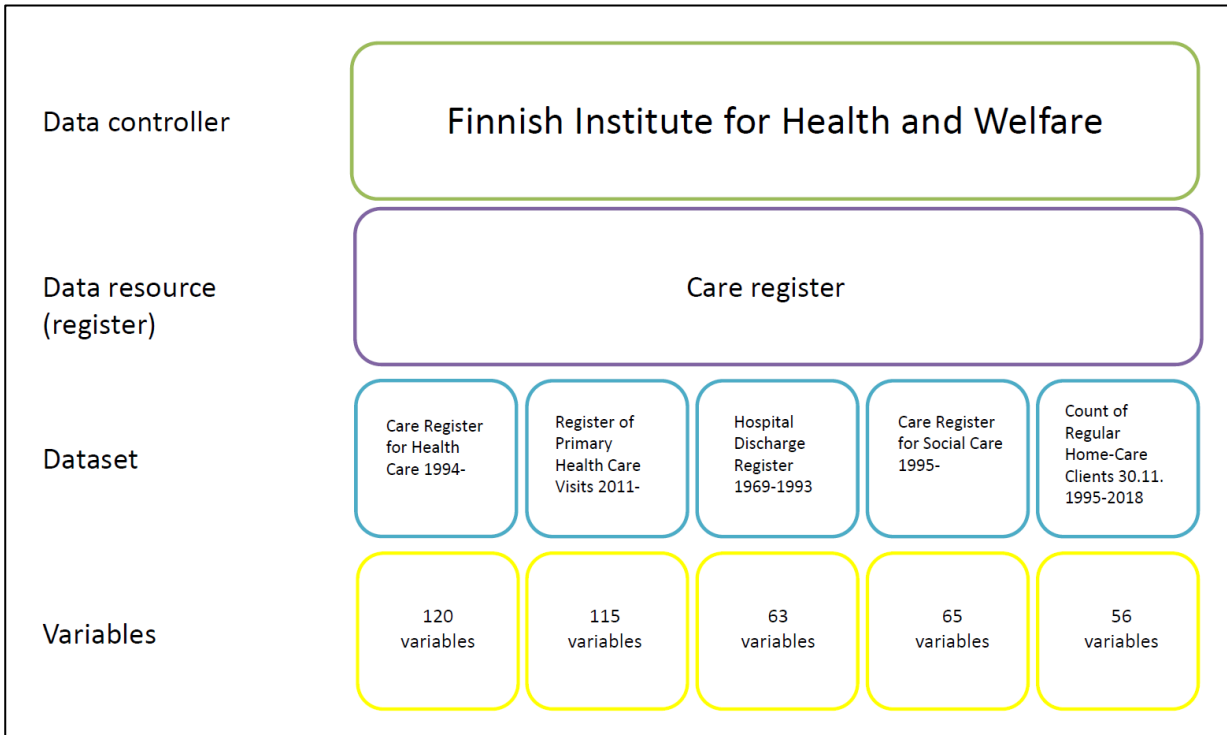 Data controller
Finnish Institute for Health and Welfare
Data resource
(register)
Care register
Dataset
Care Register
for Health
Care 1994-
Register of
Primary
Health Care
Visits 2011-
Hospital
Discharge
Register
1969-1993
Care Register
for Social Care
1995-
Count of
Regular
Home-Care
Clients 30.11.
1995-2018
Variables
120
variables
115
variables
63
variables
65
variables
56
variables